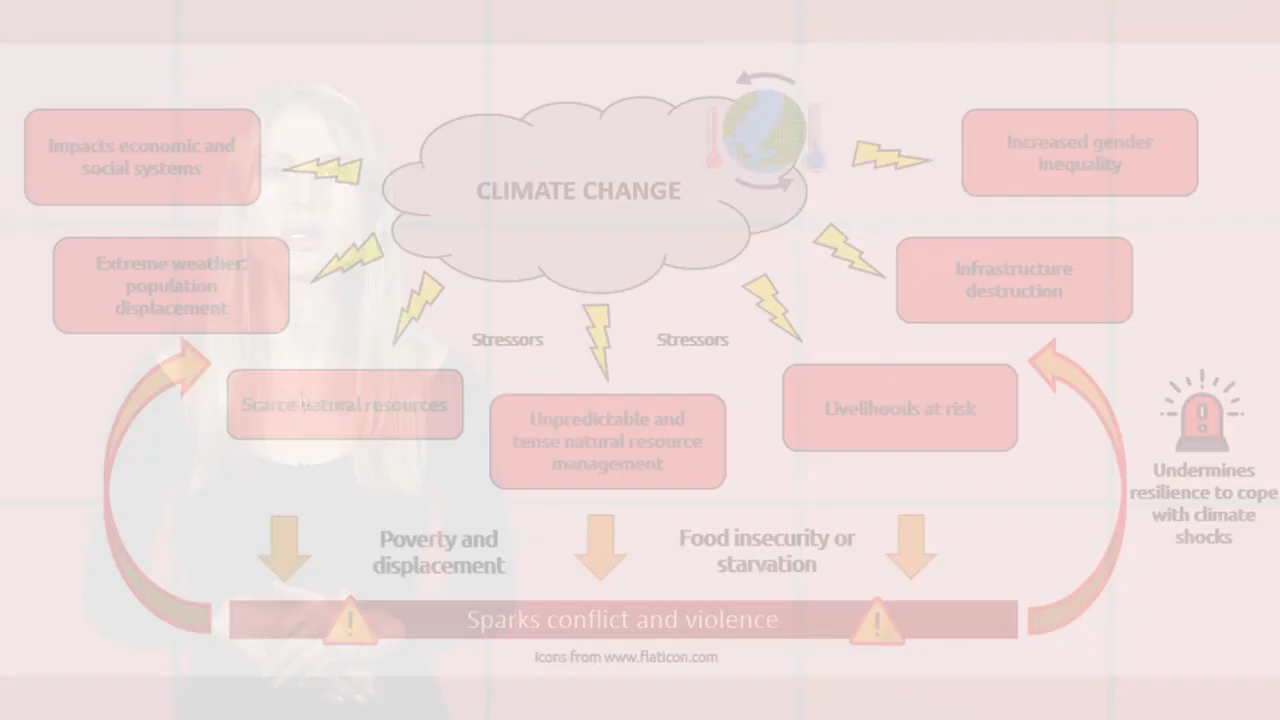 Impacts economic and
social systems
CLIMATE CHANGE
Increased gender
inequality
Extreme weather:
population
displacement
Infrastructure
destruction
Stressors
Stressors
Scarce natural resources
Unpredictable and
tense natural resource
management
Livelihoods at risk
Undermines
resilience to cope
with climate
shocks
Poverty and
displacement
Food insecurity or
starvation
Sparks conflict and violence
Icons from www.flaticon.com